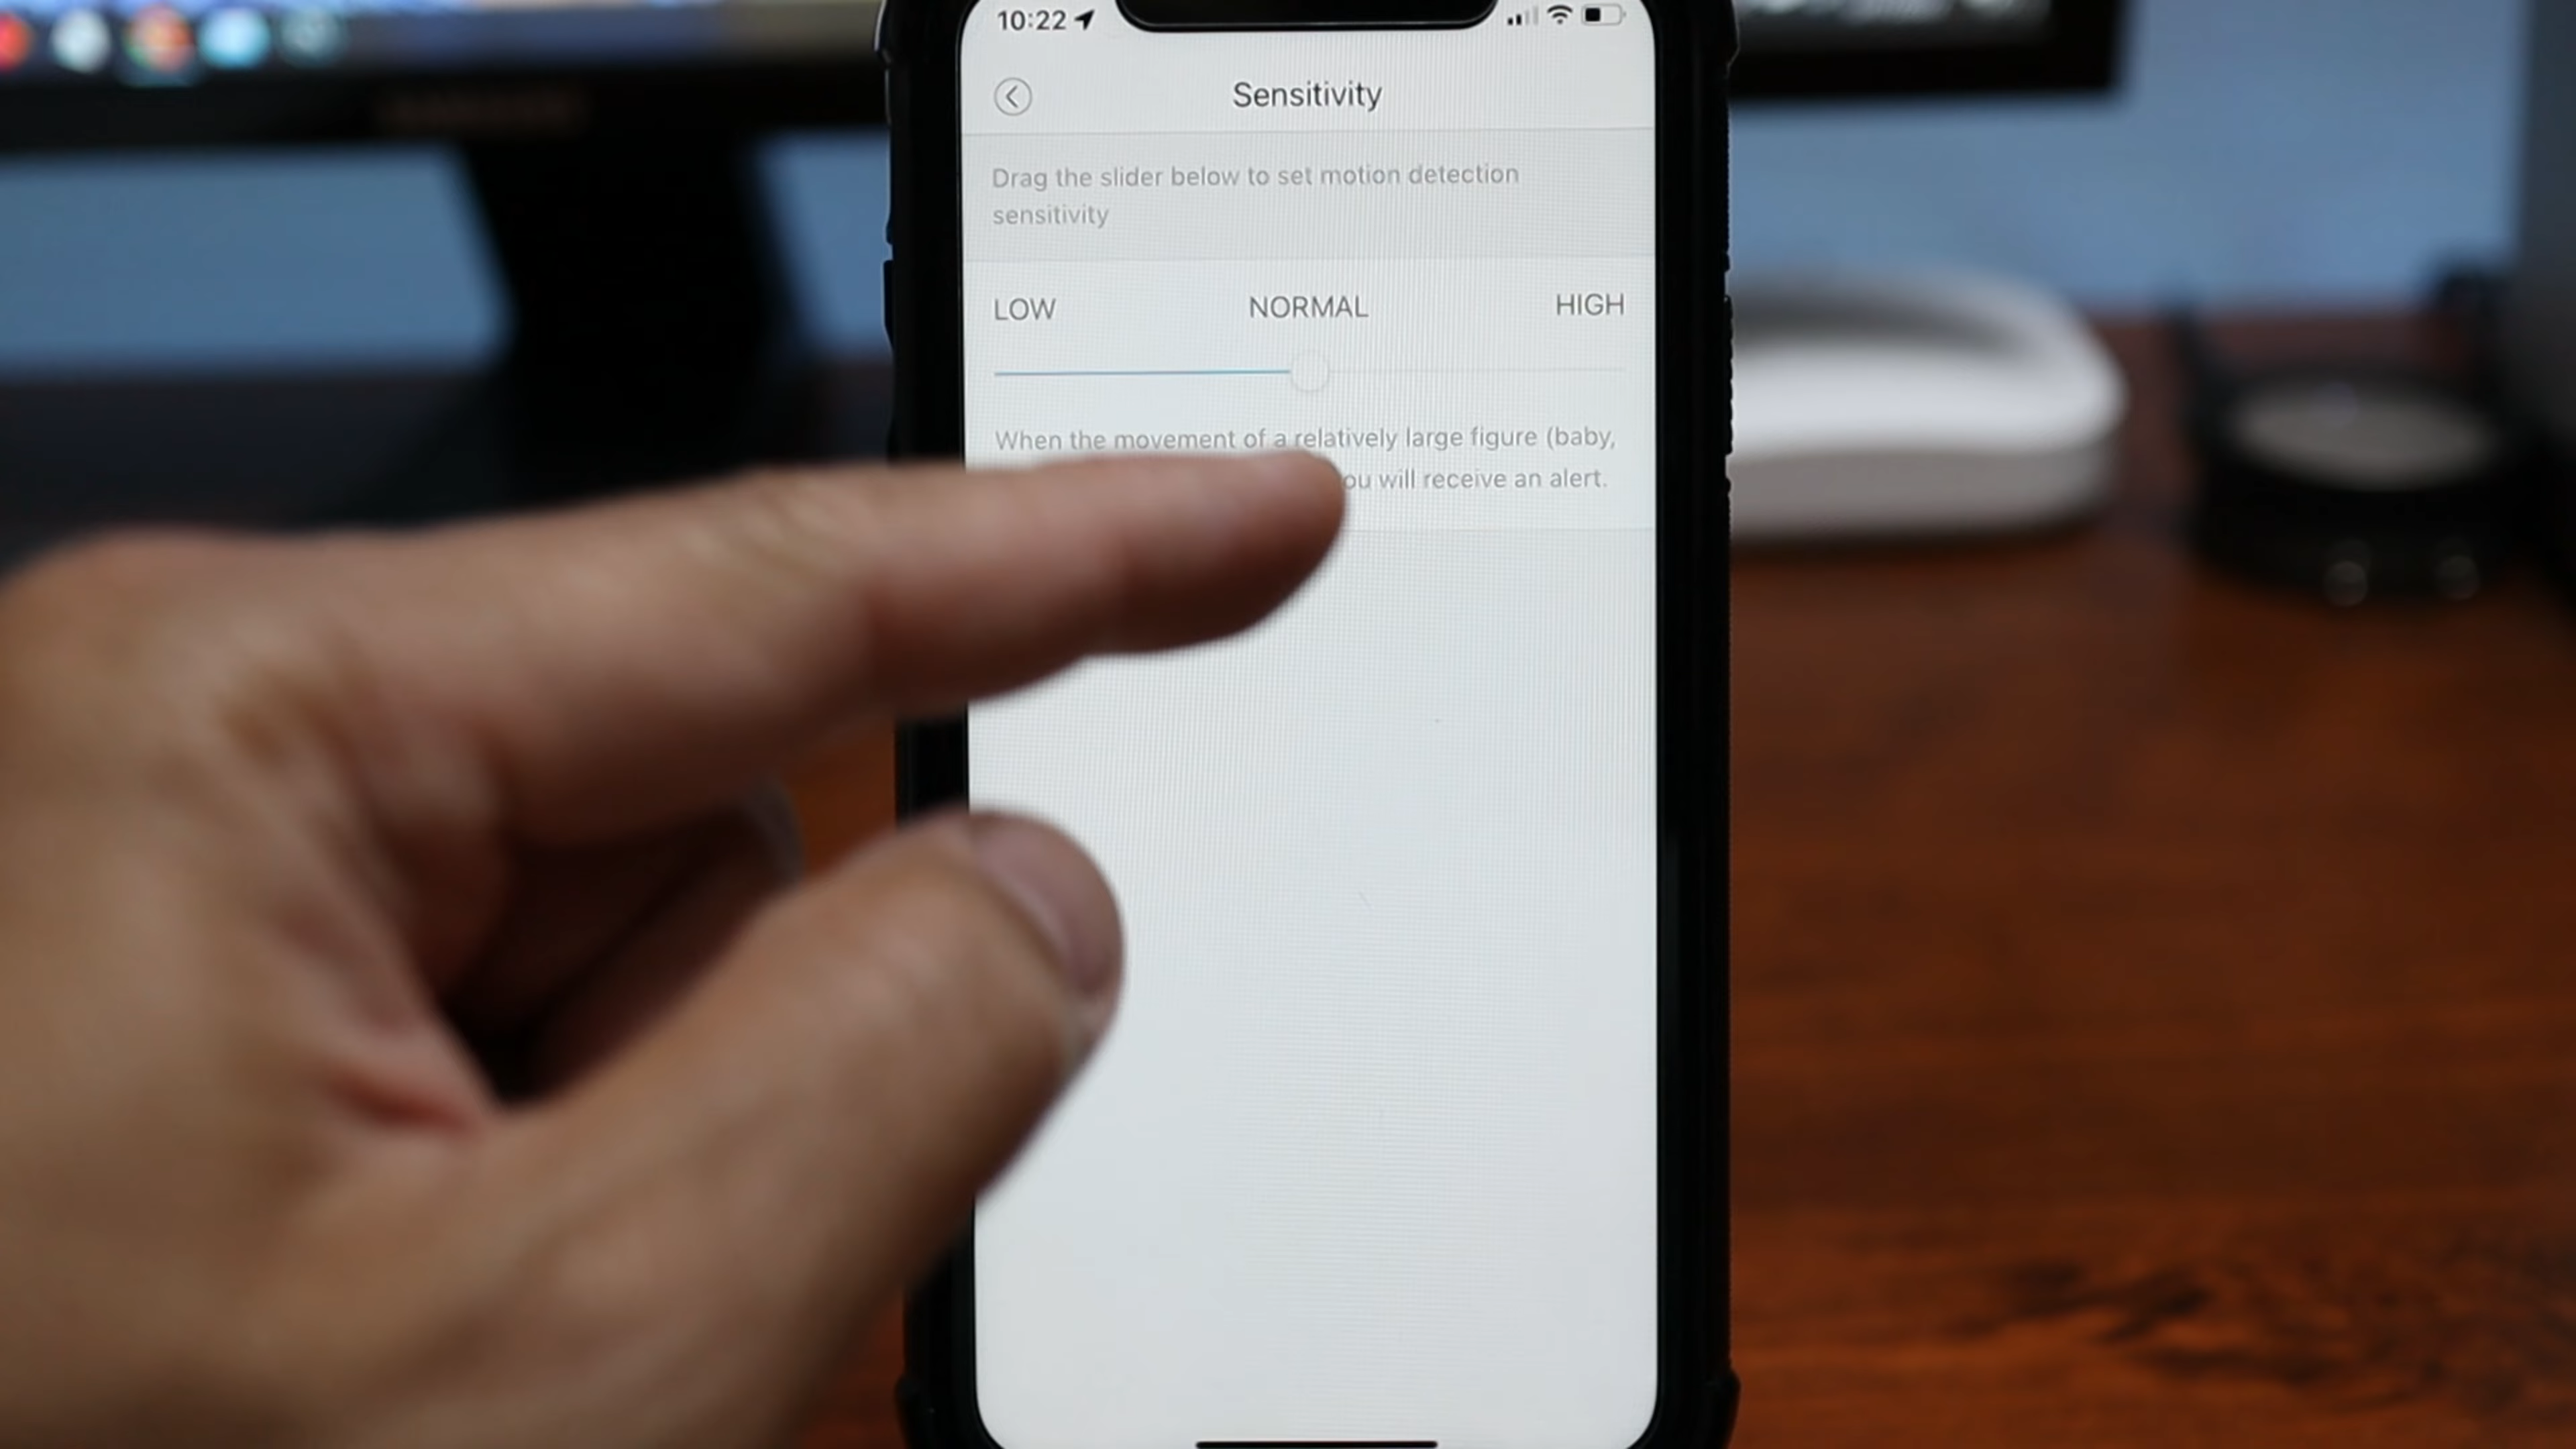 10:22
Sensitivity
Drag the slider below to set motion detection
sensitivity
LOW NORMAL HIGH
When the movement of a relatively large figure (baby,
will receive an alert.